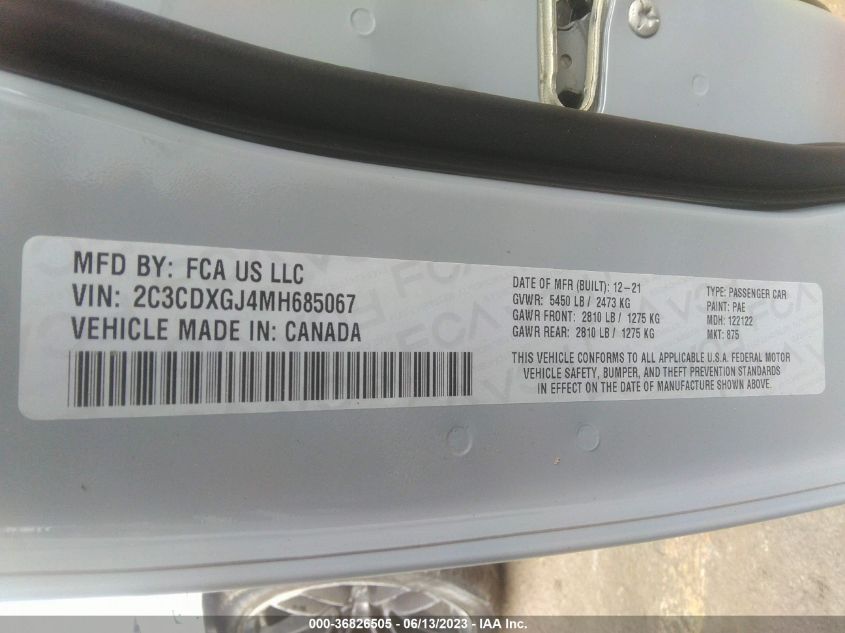 MFD BY: FCA US LLC
VIN: 2C3CDXGJ4MH685067
VEHICLE MADE IN: CANADA
DATE OF MFR (BUILT): 12-21
GVWR: 5450 LB / 2473 KG
GAWR FRONT: 2810 LB / 1275 KG
GAWR REAR: 2810 LB / 1275 KG
TYPE: PASSENGER CAR
PAINT: PAE
MDH: 122122
MKT: 875
THIS VEHICLE CONFORMS TO ALL APPLICABLE U.S.A. FEDERAL MOTOR
VEHICLE SAFETY, BUMPER, AND THEFT PREVENTION STANDARDS
IN EFFECT ON THE DATE OF MANUFACTURE SHOWN ABOVE.
000-36826505 - 06/13/2023 - © IAA Inc.